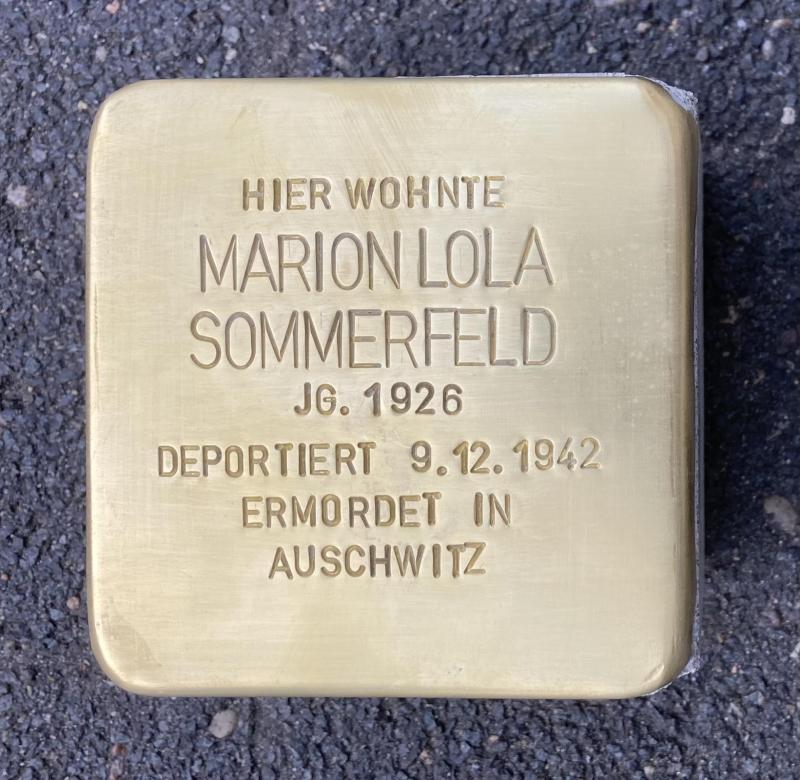 HIER WOHNTE
MARION LOLA
SOMMERFELD
JG. 1926
DEPORTIERT 9.12.1942
ERMORDET IN
AUSCHWITZ